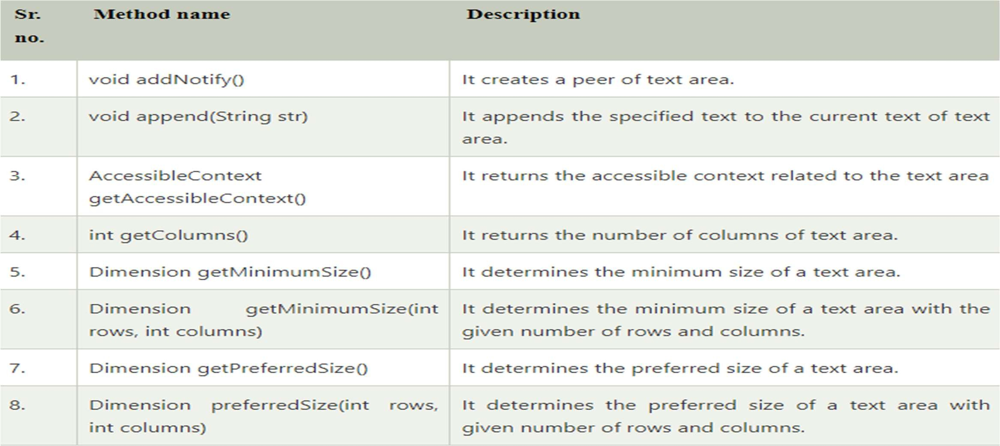 Sr. no. Method name Description
1. void addNotify() It creates a peer of text area.
2. void append(String str) It appends the specified text to the current text of text
area.
3. AccessibleContext It returns the accessible context related to the text area
getAccessibleContext()
4. int getColumns() It returns the number of columns of text area.
5. Dimension getMinimumSize() It determines the minimum size of a text area.
6. Dimension getMinimumSize(int It determines the minimum size of a text area with the
rows, int columns) given number of rows and columns.
7. Dimension getPreferredSize() It determines the preferred size of a text area.
8. Dimension preferredSize(int rows, It determines the preferred size of a text area with
int columns) given number of rows and columns.